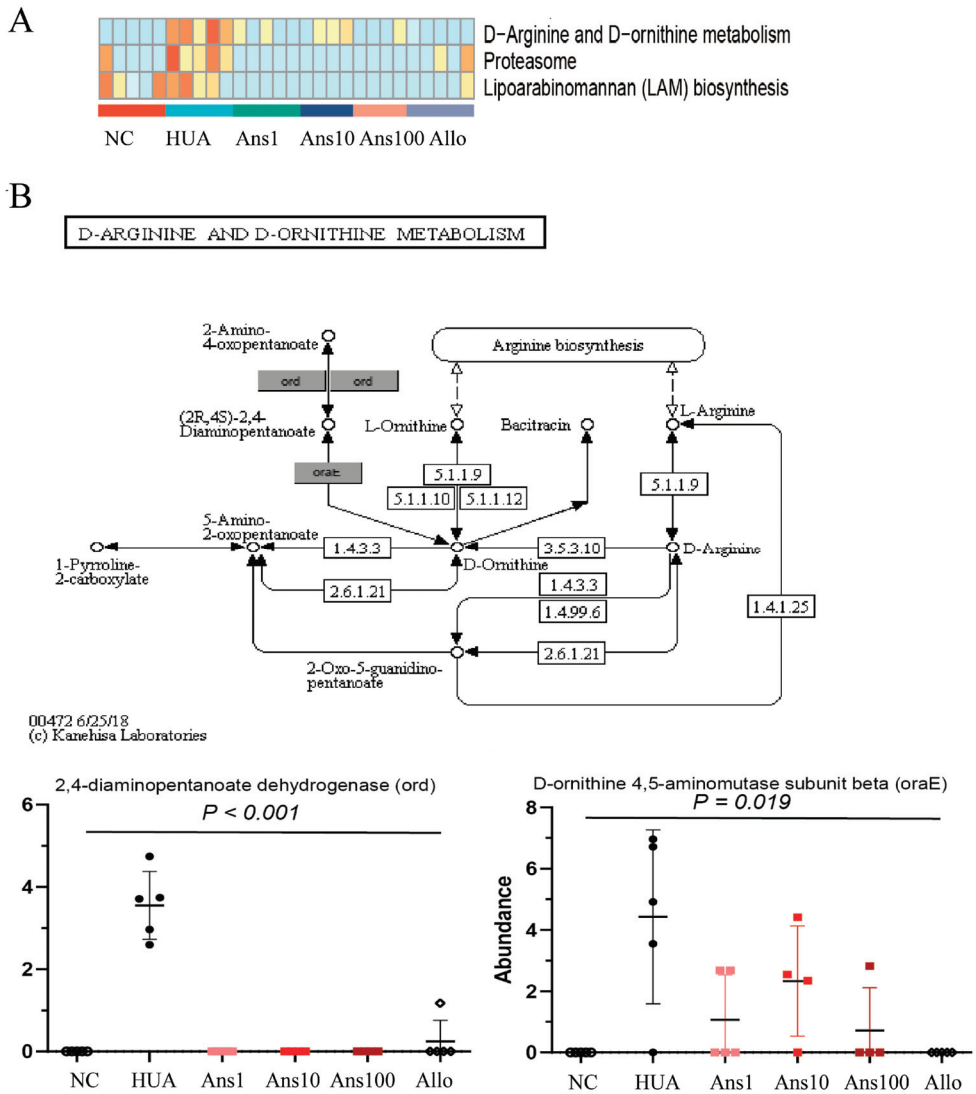 A
D-Arginine and D-ornithine metabolism
Proteasome
Lipoarabinomannan (LAM) biosynthesis
NC HUA Ans1 Ans10 Ans100 Allo
B
D-ARGININE AND D-ORNITHINE METABOLISM
2-Amino-
4-oxopentanoate
Arginine biosynthesis
ord ord
(2R,4S)-2,4-
Diaminopentanoate
L-Ornithine
Bacitracin
L-Arginine
oraE
5.1.1.9
5.1.1.10 5.1.1.12
5.1.1.9
5-Amino-
2-oxopentanoate
1.4.3.3
3.5.3.10
D-Ornithine
D-Arginine
1-Pyrroline-
2-carboxylate
2.6.1.21
1.4.3.3
1.4.99.6
1.4.1.25
2.6.1.21
2-Oxo-5-guanidino-
pentanoate
00472 6/25/18
(c) Kanehisa Laboratories
2,4-diaminopentanoate dehydrogenase (ord)
P < 0.001
6
4
2
0
NC HUA Ans1 Ans10 Ans100 Allo
D-ornithine 4,5-aminomutase subunit beta (oraE)
P = 0.019
Abundance
8
6
4
2
0
NC HUA Ans1 Ans10 Ans100 Allo